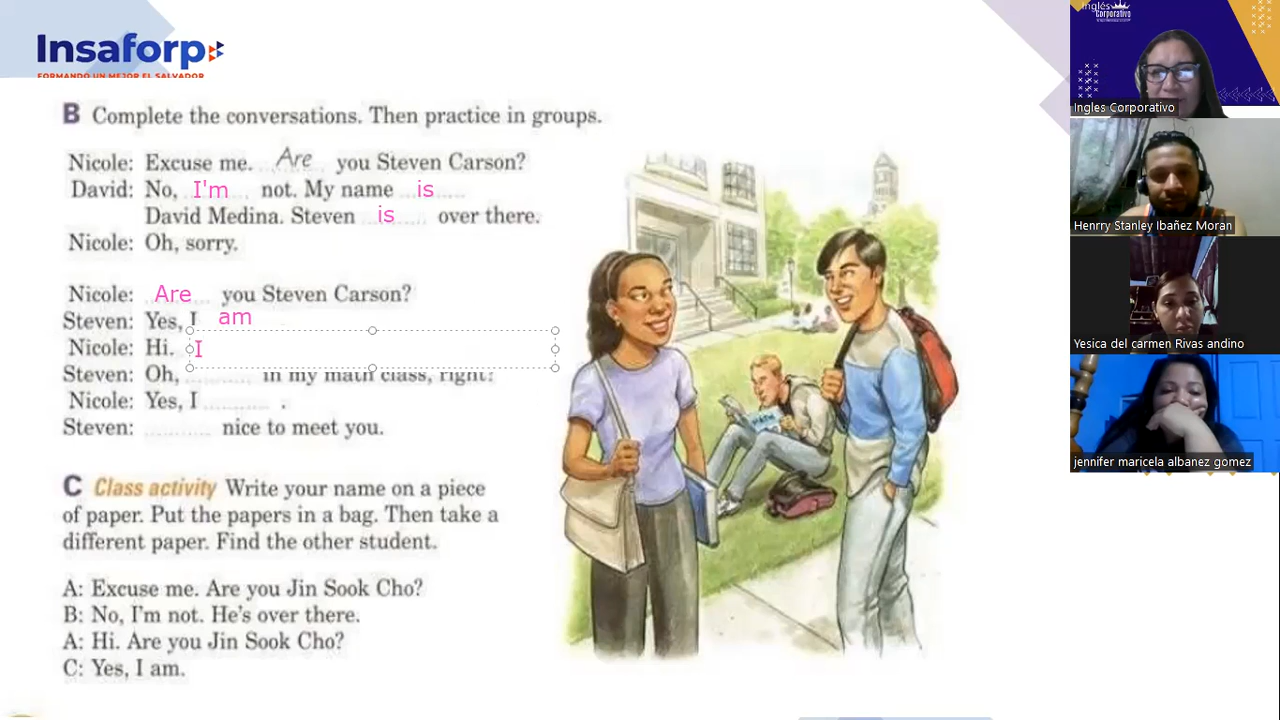 Insaforp
FORMANDO UN MEJOR EL SALVADOR
B Complete the conversations. Then practice in groups.
Nicole: Excuse me. Are you Steven Carson?
David: No, I'm not. My name is
David Medina. Steven is over there.
Nicole: Oh, sorry.
Nicole: Are you Steven Carson?
Steven: Yes, I am
Nicole: Hi. I
Steven: Oh, .......... in my math class, right?
Nicole: Yes, I .......... .
Steven: .......... nice to meet you.
C Class activity Write your name on a piece
of paper. Put the papers in a bag. Then take a
different paper. Find the other student.
A: Excuse me. Are you Jin Sook Cho?
B: No, I'm not. He's over there.
A: Hi. Are you Jin Sook Cho?
C: Yes, I am.
Inglés
Corporativo
Ingles Corporativo
Henrry Stanley Ibañez Moran
Yesica del carmen Rivas andino
jennifer maricela albanez gomez